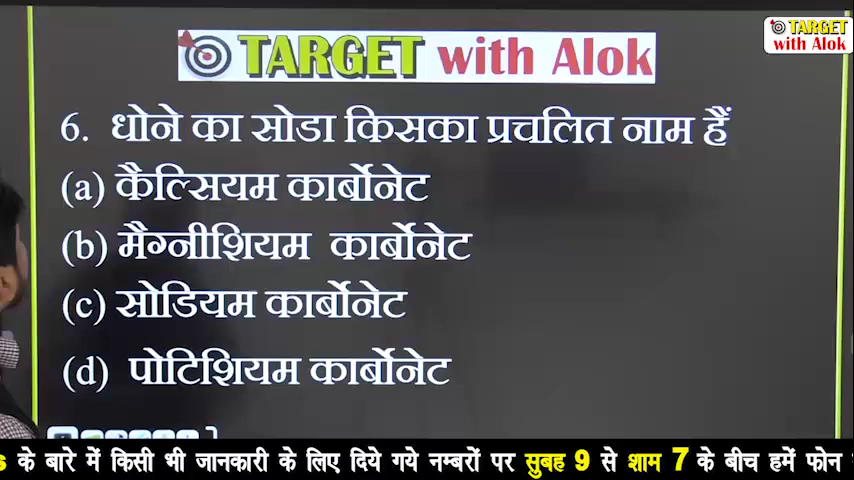 TARGET with Alok
TARGET
with Alok
6. धोने का सोडा किसका प्रचलित नाम हैं
(a) कैल्सियम कार्बोनेट
(b) मैग्नीशियम कार्बोनेट
(c) सोडियम कार्बोनेट
(d) पोटिशियम कार्बोनेट
के बारे में किसी भी जानकारी के लिए दिये गये नम्बरों पर सुबह 9 से शाम 7 के बीच हमें फोन